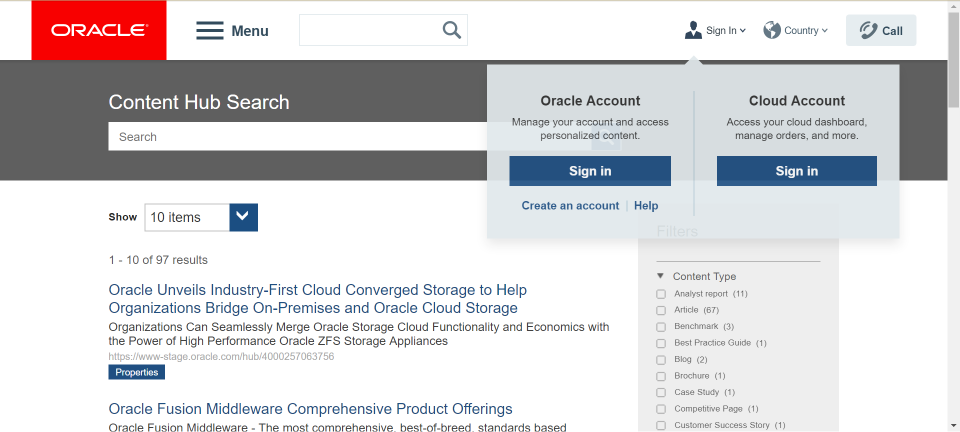 ORACLE
Menu
Sign In
Country
Call
Oracle Account
Manage your account and access
personalized content.
Sign in
Create an account | Help
Cloud Account
Access your cloud dashboard,
manage orders, and more.
Sign in
Content Hub Search
Search
Show
10 items
1 - 10 of 97 results
Oracle Unveils Industry-First Cloud Converged Storage to Help
Organizations Bridge On-Premises and Oracle Cloud Storage
Organizations Can Seamlessly Merge Oracle Storage Cloud Functionality and Economics with
the Power of High Performance Oracle ZFS Storage Appliances
https://www-stage.oracle.com/hub/4000257063756
Properties
Oracle Fusion Middleware Comprehensive Product Offerings
Oracle Fusion Middleware - The most comprehensive, best-of-breed, standards based
Filters
Content Type
Analyst report (11)
Article (67)
Benchmark (3)
Best Practice Guide (1)
Blog (2)
Brochure (1)
Case Study (1)
Competitive Page (1)
Customer Success Story (1)